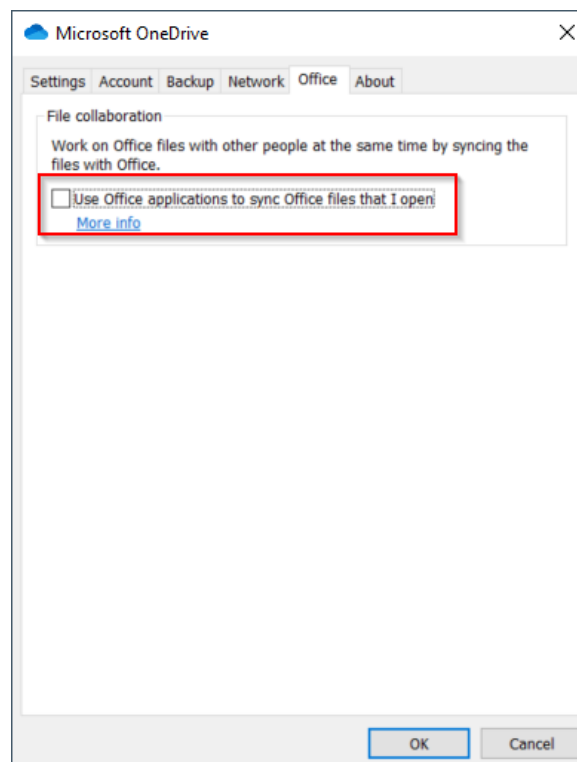 Microsoft OneDrive
Settings Account Backup Network Office About
File collaboration
Work on Office files with other people at the same time by syncing the
files with Office.
Use Office applications to sync Office files that I open
More info
OK Cancel